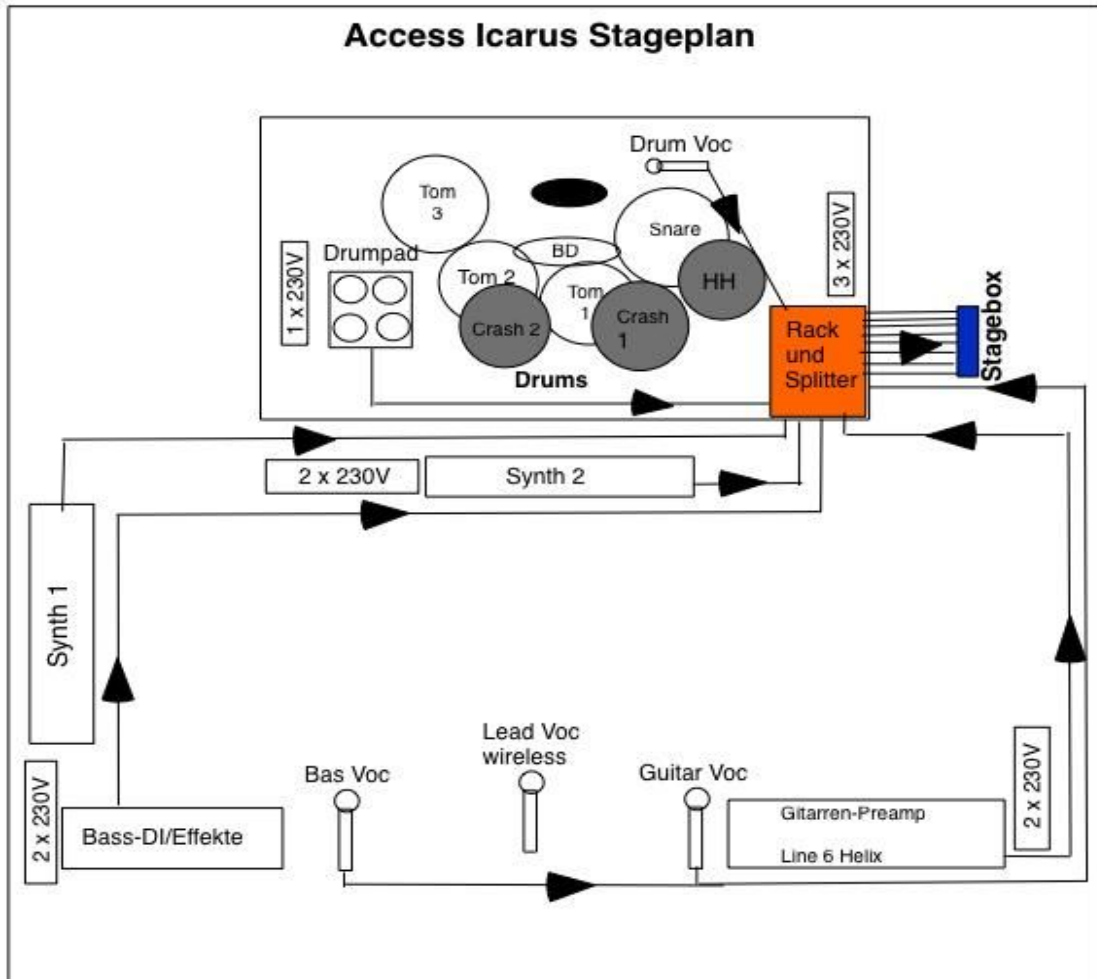 Access Icarus Stageplan
Drum Voc
Tom
3
Snare
3 x 230V
Drumpad
BD
1 x 230V
Tom 2
Tom
1
HH
Crash 2
Crash
1
Rack
und
Splitter
Stagebox
Drums
2 x 230V
Synth 2
Synth 1
Lead Voc
wireless
Bas Voc
Guitar Voc
2 x 230V
Bass-DI/Effekte
Gitarren-Preamp
Line 6 Helix
2 x 230V